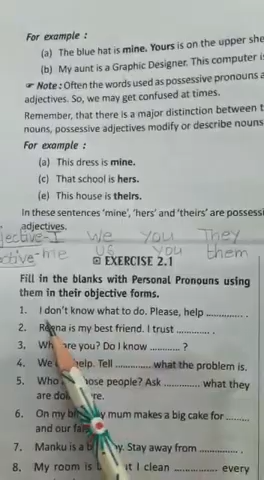 For example :
(a) The blue hat is mine. Yours is on the upper she
(b) My aunt is a Graphic Designer. This computer is
☞ Note : Often the words used as possessive pronouns a
adjectives. So, we may get confused at times.
Remember, that there is a major distinction between t
nouns, possessive adjectives modify or describe nouns
For example :
(a) This dress is mine.
(c) That school is hers.
(e) This house is theirs.
In these sentences 'mine', 'hers' and 'theirs' are possessi
adjectives.
jective-I We You They
ctive-me US You them
EXERCISE 2.1
Fill in the blanks with Personal Pronouns using
them in their objective forms.
1. I don't know what to do. Please, help .............. .
2. is my best friend. I trust ............. .
3. are you? Do I know ........... ?
4. help. Tell ............. what the problem is.
5. people? Ask ........... what they
are
6. On my mum makes a big cake for ........
and our
7. Manku is a Stay away from .............. .
8. My room is I clean ............... every